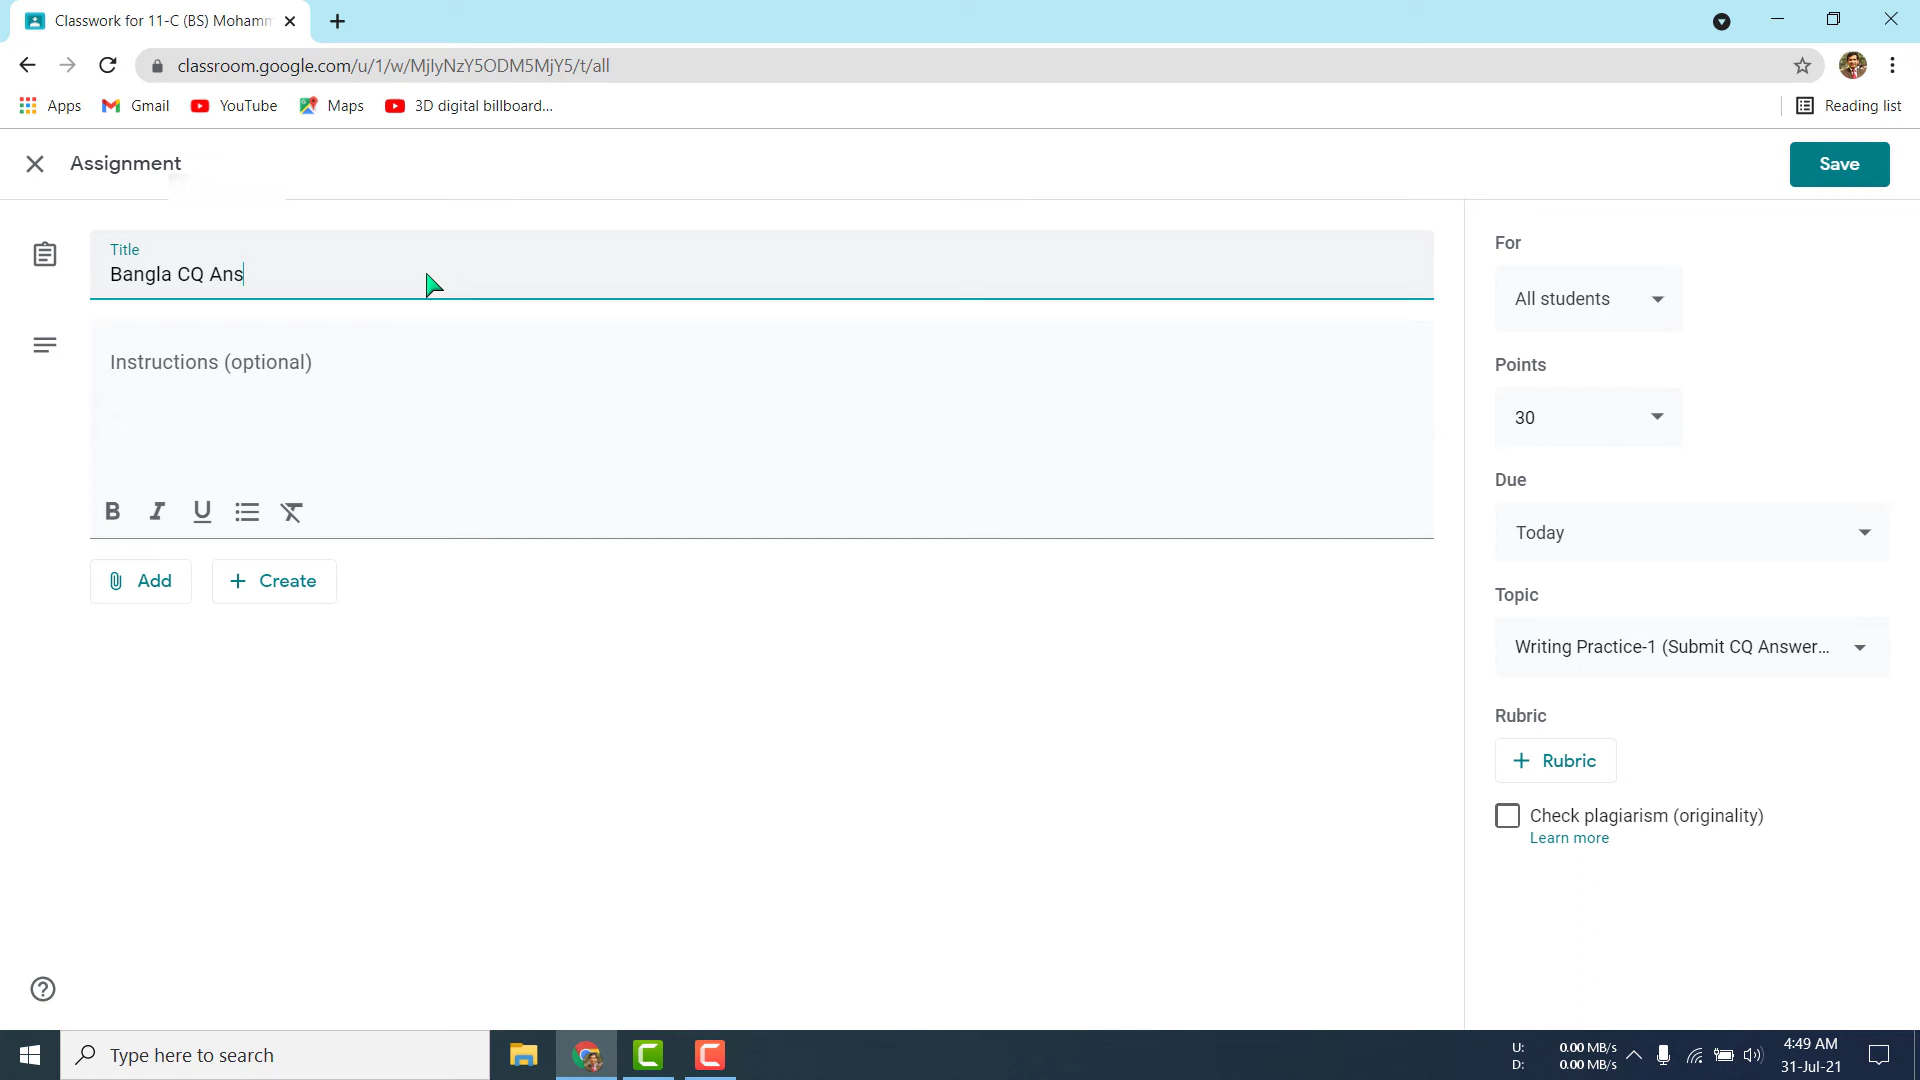 Classwork for 11-C (BS) Mohamm
classroom.google.com/u/1/w/MjIyNzY5ODM5MjY5/t/all
Apps Gmail YouTube Maps 3D digital billboard... Reading list
Assignment Save
Title
Bangla CQ Ans
Instructions (optional)
B I U
Add Create
For
All students
Points
30
Due
Today
Topic
Writing Practice-1 (Submit CQ Answer...
Rubric
Rubric
Check plagiarism (originality)
Learn more
Type here to search
U: 0.00 MB/s
D: 0.00 MB/s
4:49 AM
31-Jul-21